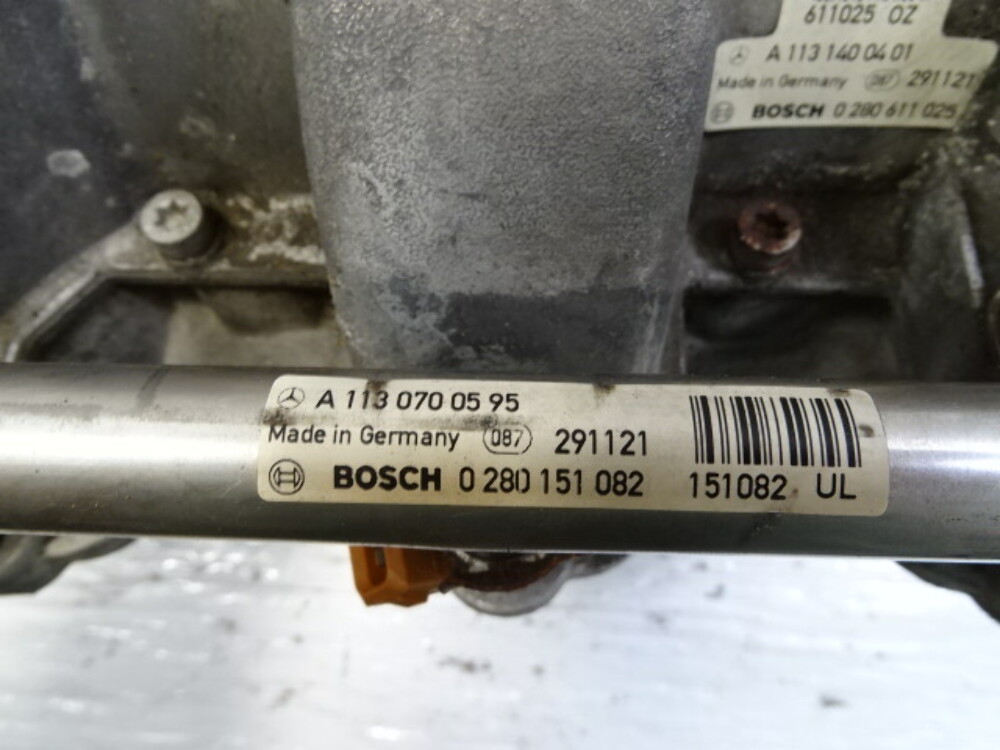 611025 OZ
A 113 140 04 01
Made in Germany 087 291121
BOSCH 0 280 611 025
A 113 070 05 95
Made in Germany 087 291121
BOSCH 0 280 151 082 151082 UL